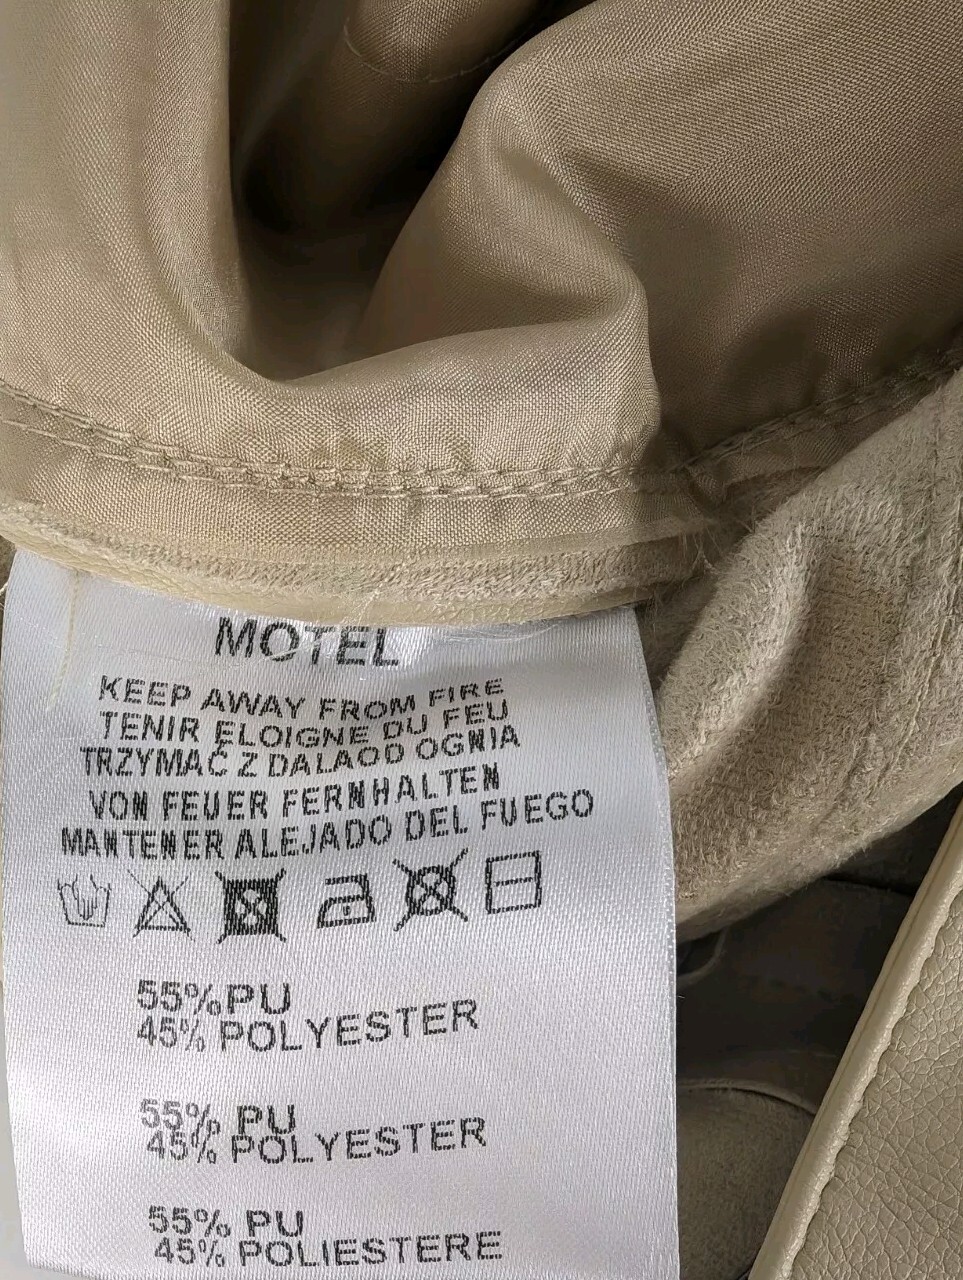 MOTEL
KEEP AWAY FROM FIRE
TENIR ELOIGNE DU FEU
TRZYMAĆ Z DALAOD OGNIA
VON FEUER FERNHALTEN
MANTENER ALEJADO DEL FUEGO
55% PU
45% POLYESTER
55% PU
45% POLYESTER
55% PU
45% POLIESTERE